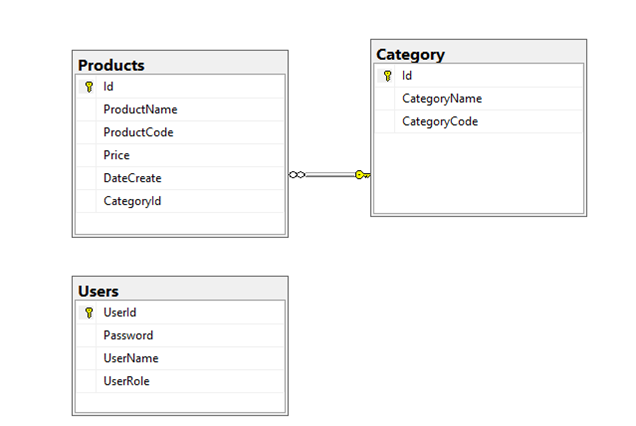 Products
Id
ProductName
ProductCode
Price
DateCreate
CategoryId
Category
Id
CategoryName
CategoryCode
Users
UserId
Password
UserName
UserRole